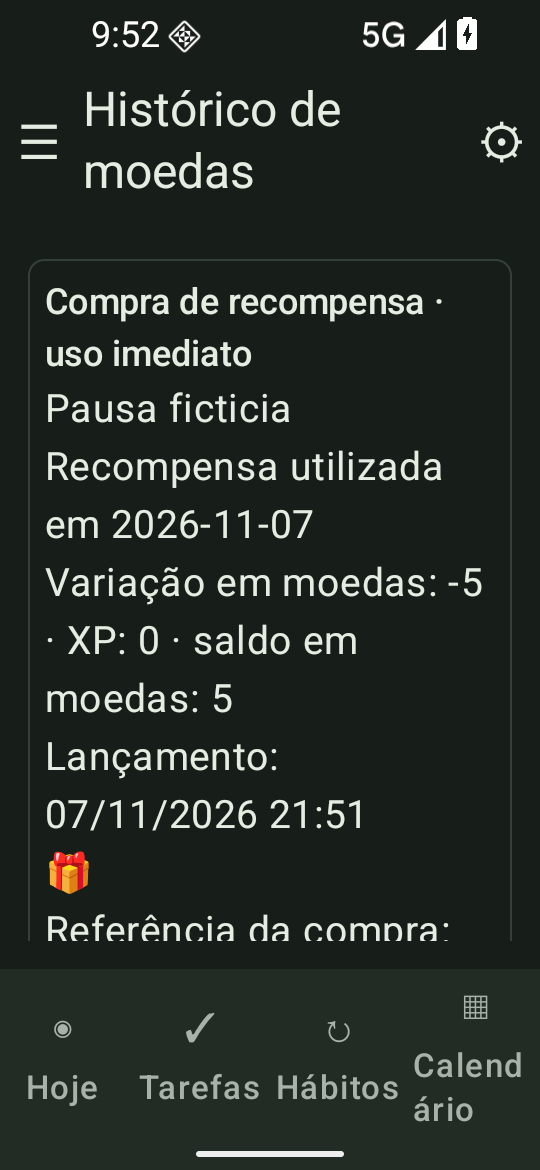 9:52
5G
Histórico de
moedas
Compra de recompensa ·
uso imediato
Pausa ficticia
Recompensa utilizada
em 2026-11-07
Variação em moedas: -5
· XP: 0 · saldo em
moedas: 5
Lançamento:
07/11/2026 21:51
🎁
Referência da compra:
Hoje
Tarefas
Hábitos
Calend
ário